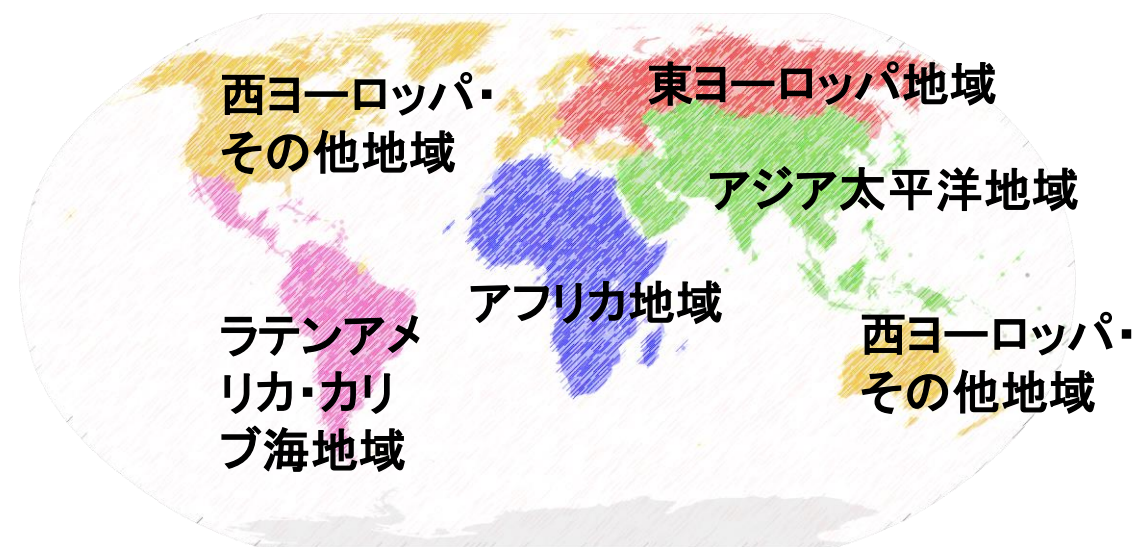 西ヨーロッパ・
その他地域
東ヨーロッパ地域
アジア太平洋地域
アフリカ地域
ラテンアメ
リカ・カリ
ブ海地域
西ヨーロッパ・
その他地域